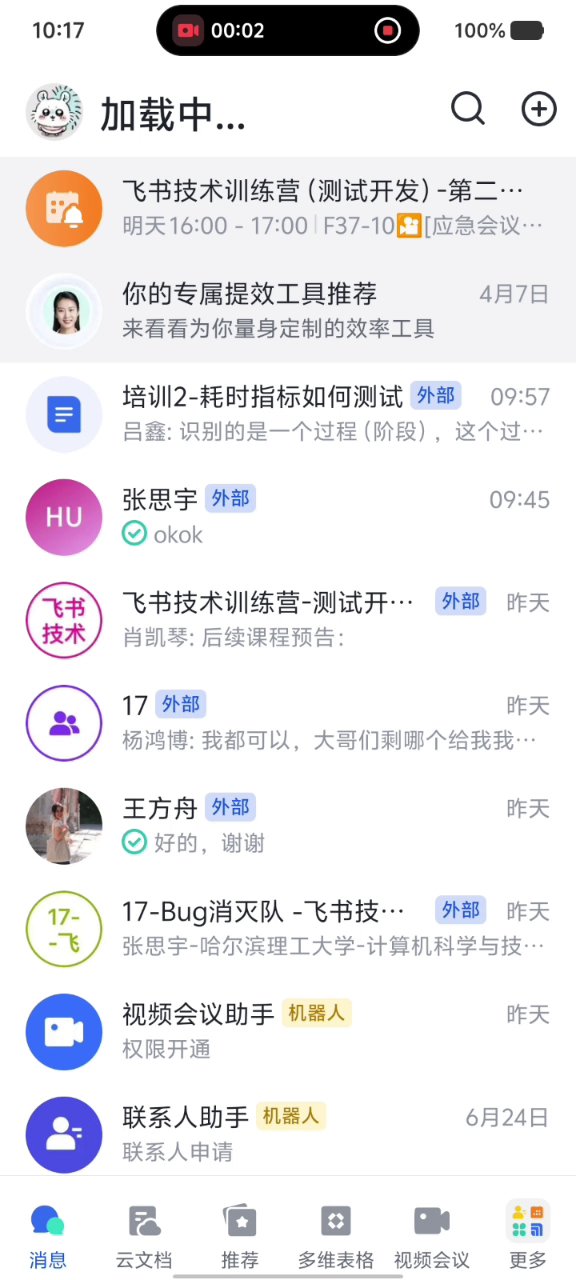 10:17
00:02
100%
加载中...
飞书技术训练营（测试开发）-第二…
明天16:00 - 17:00 | F37-10 [应急会议…
你的专属提效工具推荐
4月7日
来看看为你量身定制的效率工具
培训2-耗时指标如何测试
外部
09:57
吕鑫: 识别的是一个过程（阶段），这个过…
HU
张思宇
外部
09:45
okok
飞书
技术
飞书技术训练营-测试开…
外部
昨天
肖凯琴: 后续课程预告：
17
外部
昨天
杨鸿博: 我都可以，大哥们剩哪个给我我…
王方舟
外部
昨天
好的，谢谢
17-
-飞
17-Bug消灭队 -飞书技…
外部
昨天
张思宇-哈尔滨理工大学-计算机科学与技…
视频会议助手
机器人
昨天
权限开通
联系人助手
机器人
6月24日
联系人申请
消息
云文档
推荐
多维表格
视频会议
更多